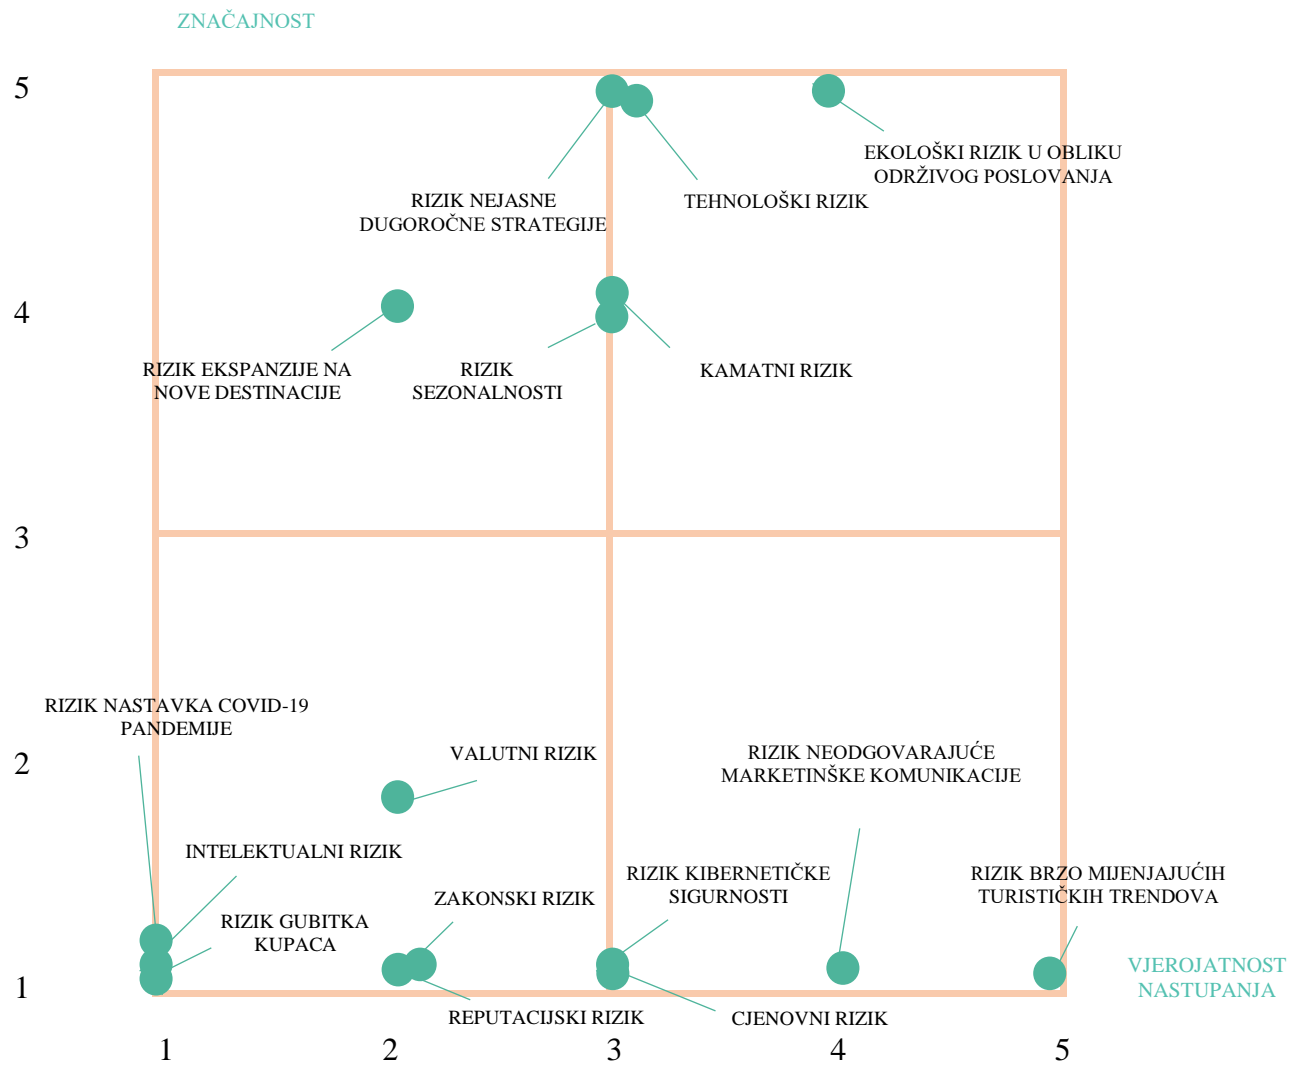 ZNAČAJNOST
5
EKOLOŠKI RIZIK U OBLIKU
ODRŽIVOG POSLOVANJA
RIZIK NEJASNE
DUGOROČNE STRATEGIJE
TEHNOLOŠKI RIZIK
4
RIZIK EKSPANZIJE NA
NOVE DESTINACIJE
RIZIK
SEZONALNOSTI
KAMATNI RIZIK
3
RIZIK NASTAVKA COVID-19
PANDEMIJE
2
VALUTNI RIZIK
RIZIK NEODGOVARAJUĆE
MARKETINŠKE KOMUNIKACIJE
INTELEKTUALNI RIZIK
RIZIK GUBITKA
KUPACA
ZAKONSKI RIZIK
RIZIK KIBERNETIČKE
SIGURNOSTI
RIZIK BRZO MIJENJAJUĆIH
TURISTIČKIH TRENDOVA
VJEROJATNOST
NASTUPANJA
1
REPUTACIJSKI RIZIK
CJENOVNI RIZIK
1
2
3
4
5